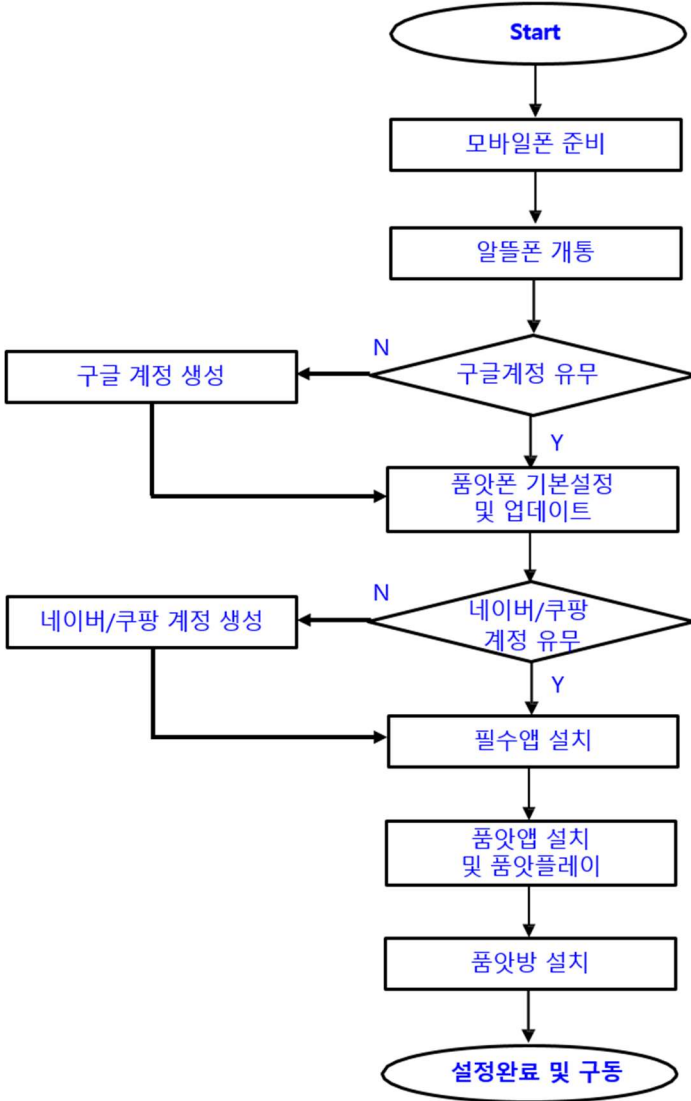 Start
모바일폰 준비
알뜰폰 개통
구글계정 유무
N
구글 계정 생성
Y
품앗폰 기본설정
및 업데이트
네이버/쿠팡
계정 유무
N
네이버/쿠팡 계정 생성
Y
필수앱 설치
품앗앱 설치
및 품앗플레이
품앗방 설치
설정완료 및 구동